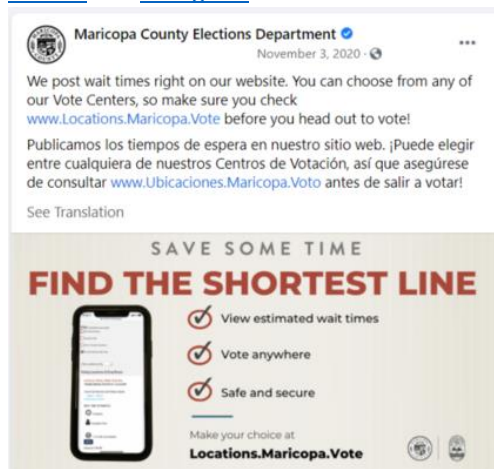 Maricopa County Elections Department
November 3, 2020 ·
We post wait times right on our website. You can choose from any of
our Vote Centers, so make sure you check
www.Locations.Maricopa.Vote before you head out to vote!
Publicamos los tiempos de espera en nuestro sitio web. ¡Puede elegir
entre cualquiera de nuestros Centros de Votación, así que asegúrese
de consultar www.Ubicaciones.Maricopa.Voto antes de salir a votar!
See Translation
SAVE SOME TIME
FIND THE SHORTEST LINE
View estimated wait times
Vote anywhere
Safe and secure
Make your choice at
Locations.Maricopa.Vote